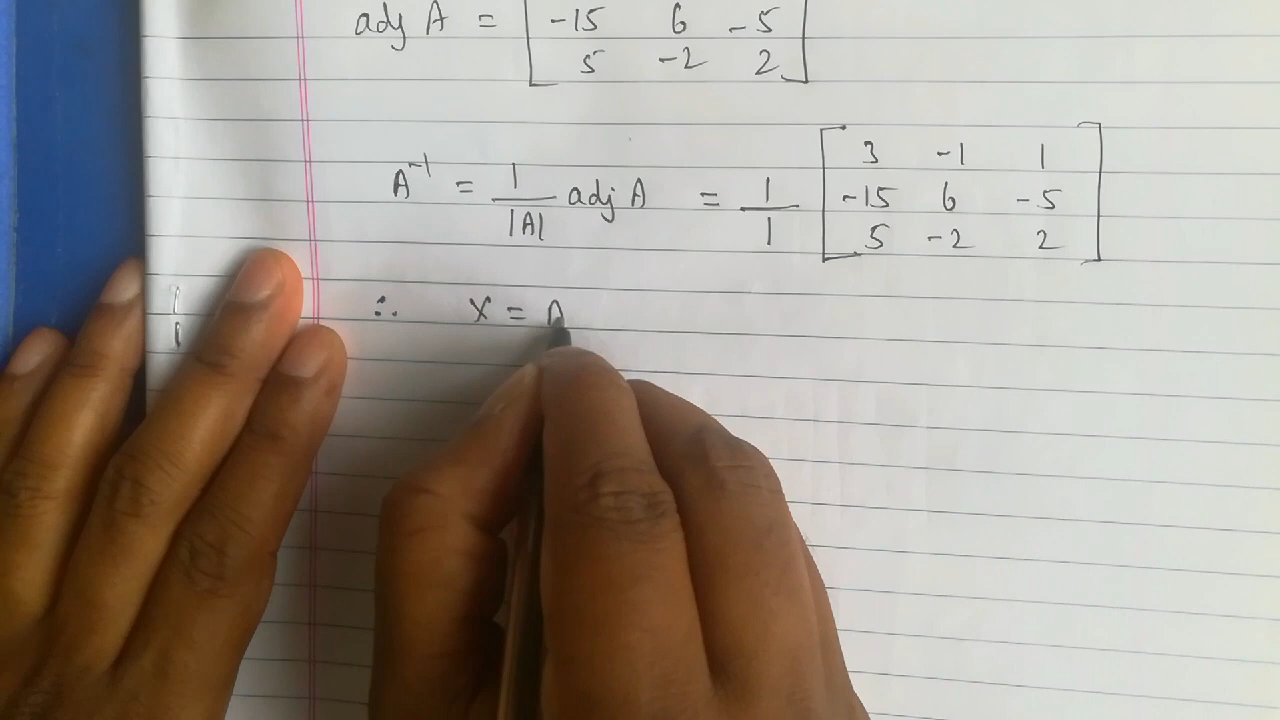 adj A = [ -15 6 -5
5 -2 2 ]
A⁻¹ = 1/|A| adj A = 1/1 [ 3 -1 1
-15 6 -5
5 -2 2 ]
∴ X = A